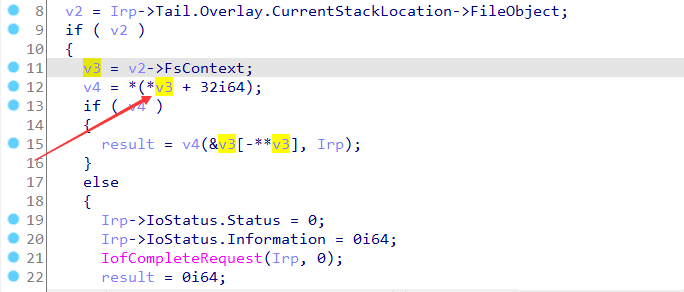 8 v2 = Irp->Tail.Overlay.CurrentStackLocation->FileObject;
9 if ( v2 )
10 {
11 v3 = v2->FsContext;
12 v4 = *(*v3 + 32i64);
13 if ( v4 )
14 {
15 result = v4(&v3[-**v3], Irp);
16 }
17 else
18 {
19 Irp->IoStatus.Status = 0;
20 Irp->IoStatus.Information = 0i64;
21 IofCompleteRequest(Irp, 0);
22 result = 0i64;